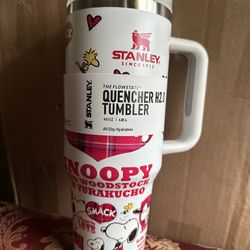 STANLEY
SINCE 1913
THE FLOWSTATE™
QUENCHER H2.0
TUMBLER
40 OZ | 1.18 L
All Day Hydration
STANLEY
SNOOPY
WOODSTOCK
YURAKUCHO
SMACK